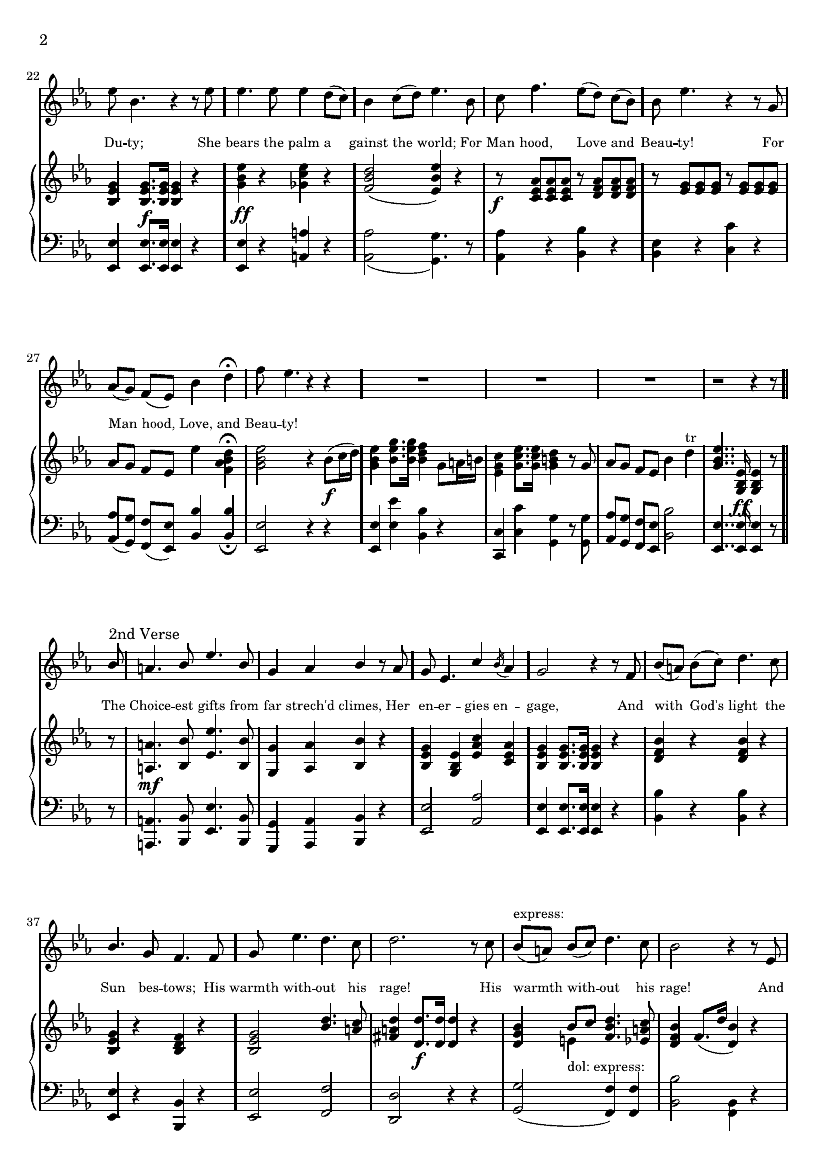 2
22
Du-ty; She bears the palm a gainst the world; For Man hood, Love and Beau-ty! For
f ff f
27
Man hood, Love, and Beau-ty!
tr
f ff
2nd Verse
The Choice-est gifts from far strech'd climes, Her en-er-gies en-gage, And with God's light the
mf
37
express:
Sun bes-tows; His warmth with-out his rage! His warmth with-out his rage! And
f
dol: express: